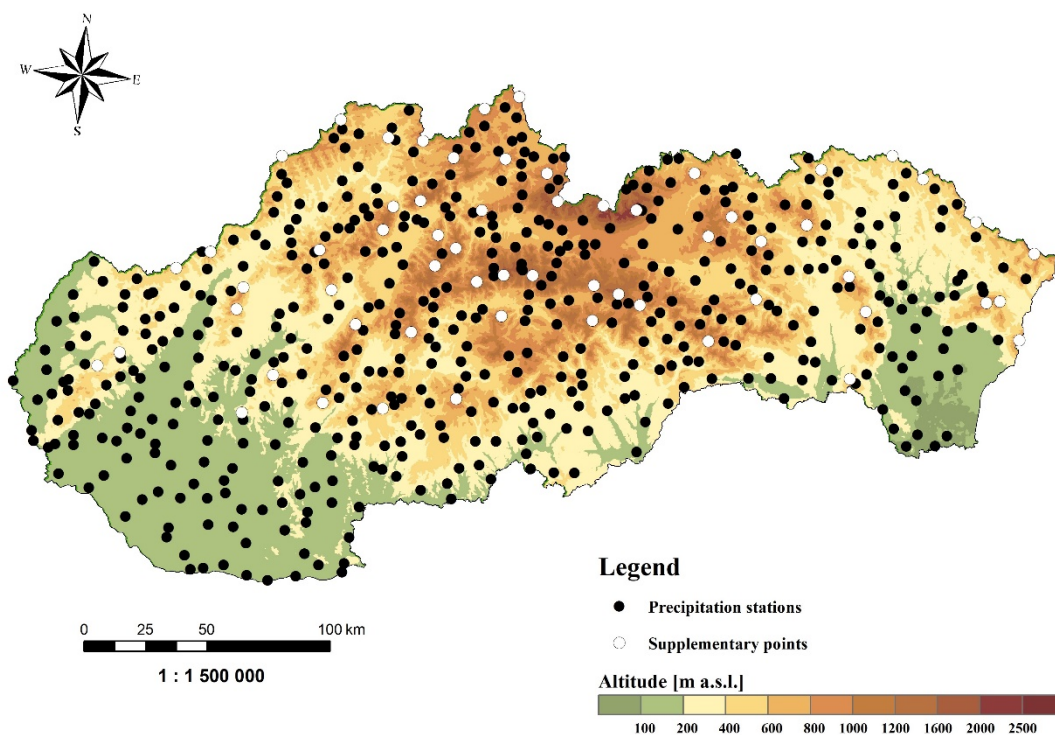 N
W E
S
Legend
Precipitation stations
Supplementary points
0 25 50 100 km
1 : 1 500 000
Altitude [m a.s.l.]
100 200 400 600 800 1000 1200 1600 2000 2500